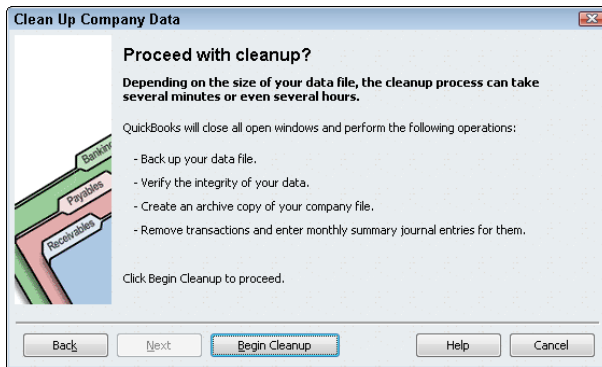 Clean Up Company Data
Proceed with cleanup?
Depending on the size of your data file, the cleanup process can take
several minutes or even several hours.
QuickBooks will close all open windows and perform the following operations:
- Back up your data file.
- Verify the integrity of your data.
- Create an archive copy of your company file.
- Remove transactions and enter monthly summary journal entries for them.
Click Begin Cleanup to proceed.
Banking
Payables
Receivables
Back
Next
Begin Cleanup
Help
Cancel